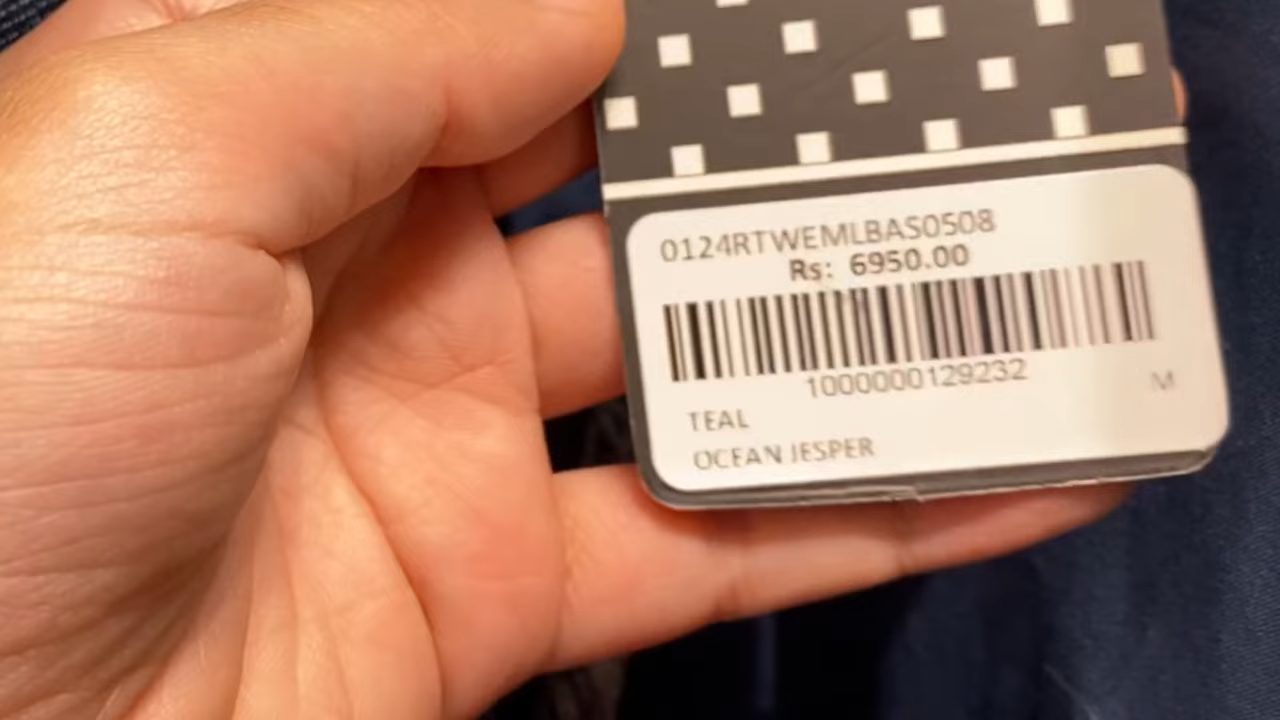 0124RTWEMLBAS0508
Rs: 6950.00
1000000129232
M
TEAL
OCEAN JESPER